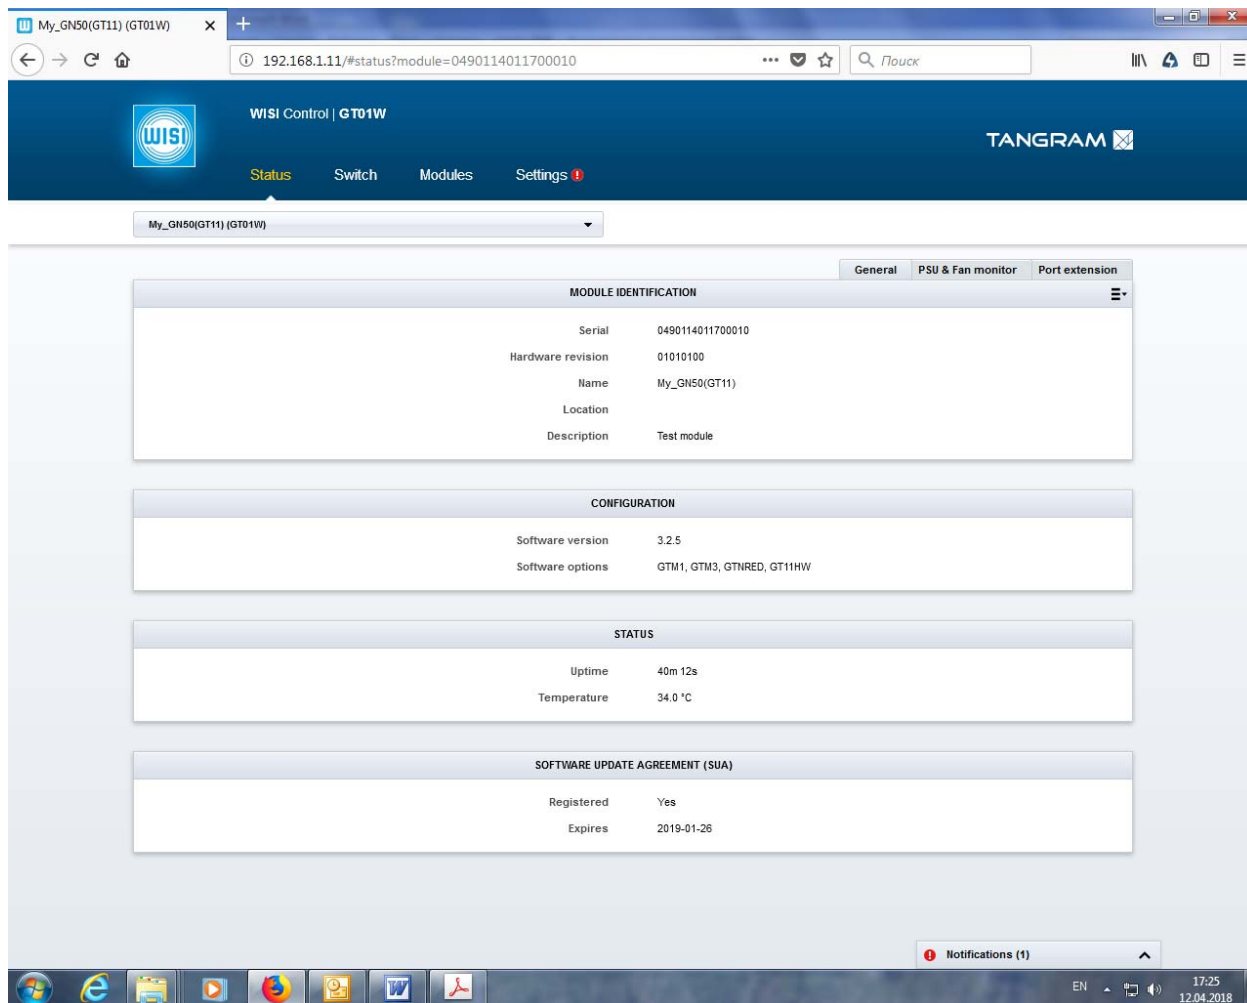 My_GN50(GT11) (GT01W)
192.168.1.11/#status?module=0490114011700010
Поиск
WISI
WISI Control | GT01W
TANGRAM
Status Switch Modules Settings
My_GN50(GT11) (GT01W)
General PSU & Fan monitor Port extension
MODULE IDENTIFICATION
Serial 0490114011700010
Hardware revision 01010100
Name My_GN50(GT11)
Location
Description Test module
CONFIGURATION
Software version 3.2.5
Software options GTM1, GTM3, GTNRED, GT11HW
STATUS
Uptime 40m 12s
Temperature 34.0 °C
SOFTWARE UPDATE AGREEMENT (SUA)
Registered Yes
Expires 2019-01-26
Notifications (1)
EN 17:25
12.04.2018